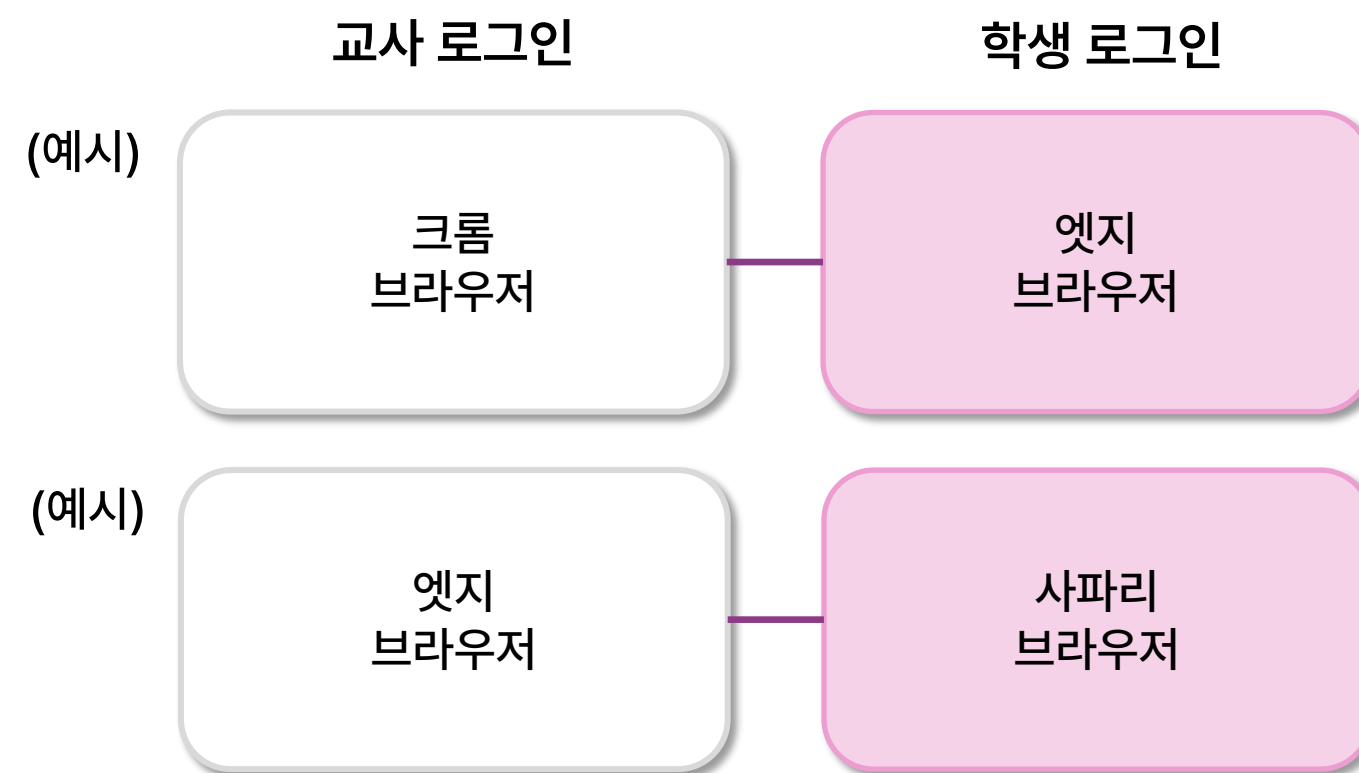 교사 로그인
학생 로그인
(예시)
크롬
브라우저
엣지
브라우저
(예시)
엣지
브라우저
사파리
브라우저